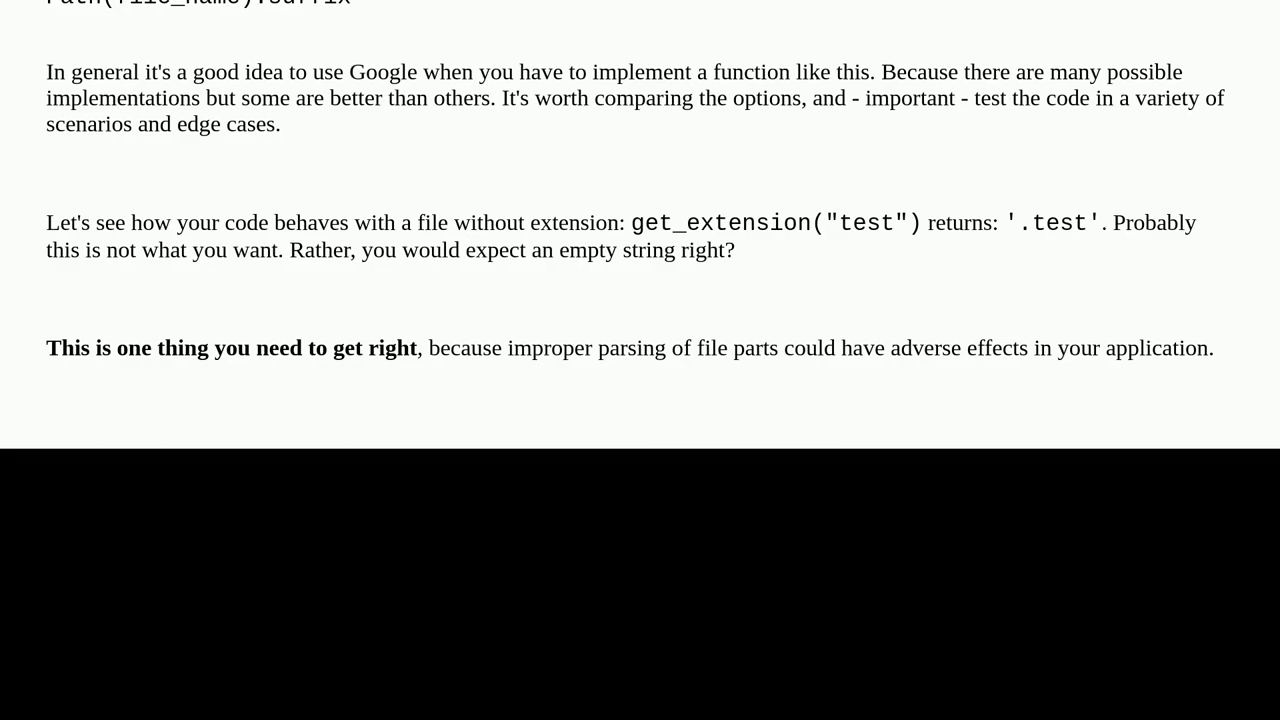 Path(file_name).suffix
In general it's a good idea to use Google when you have to implement a function like this. Because there are many possible
implementations but some are better than others. It's worth comparing the options, and - important - test the code in a variety of
scenarios and edge cases.
Let's see how your code behaves with a file without extension: get_extension("test") returns: '.test'. Probably
this is not what you want. Rather, you would expect an empty string right?
This is one thing you need to get right, because improper parsing of file parts could have adverse effects in your application.